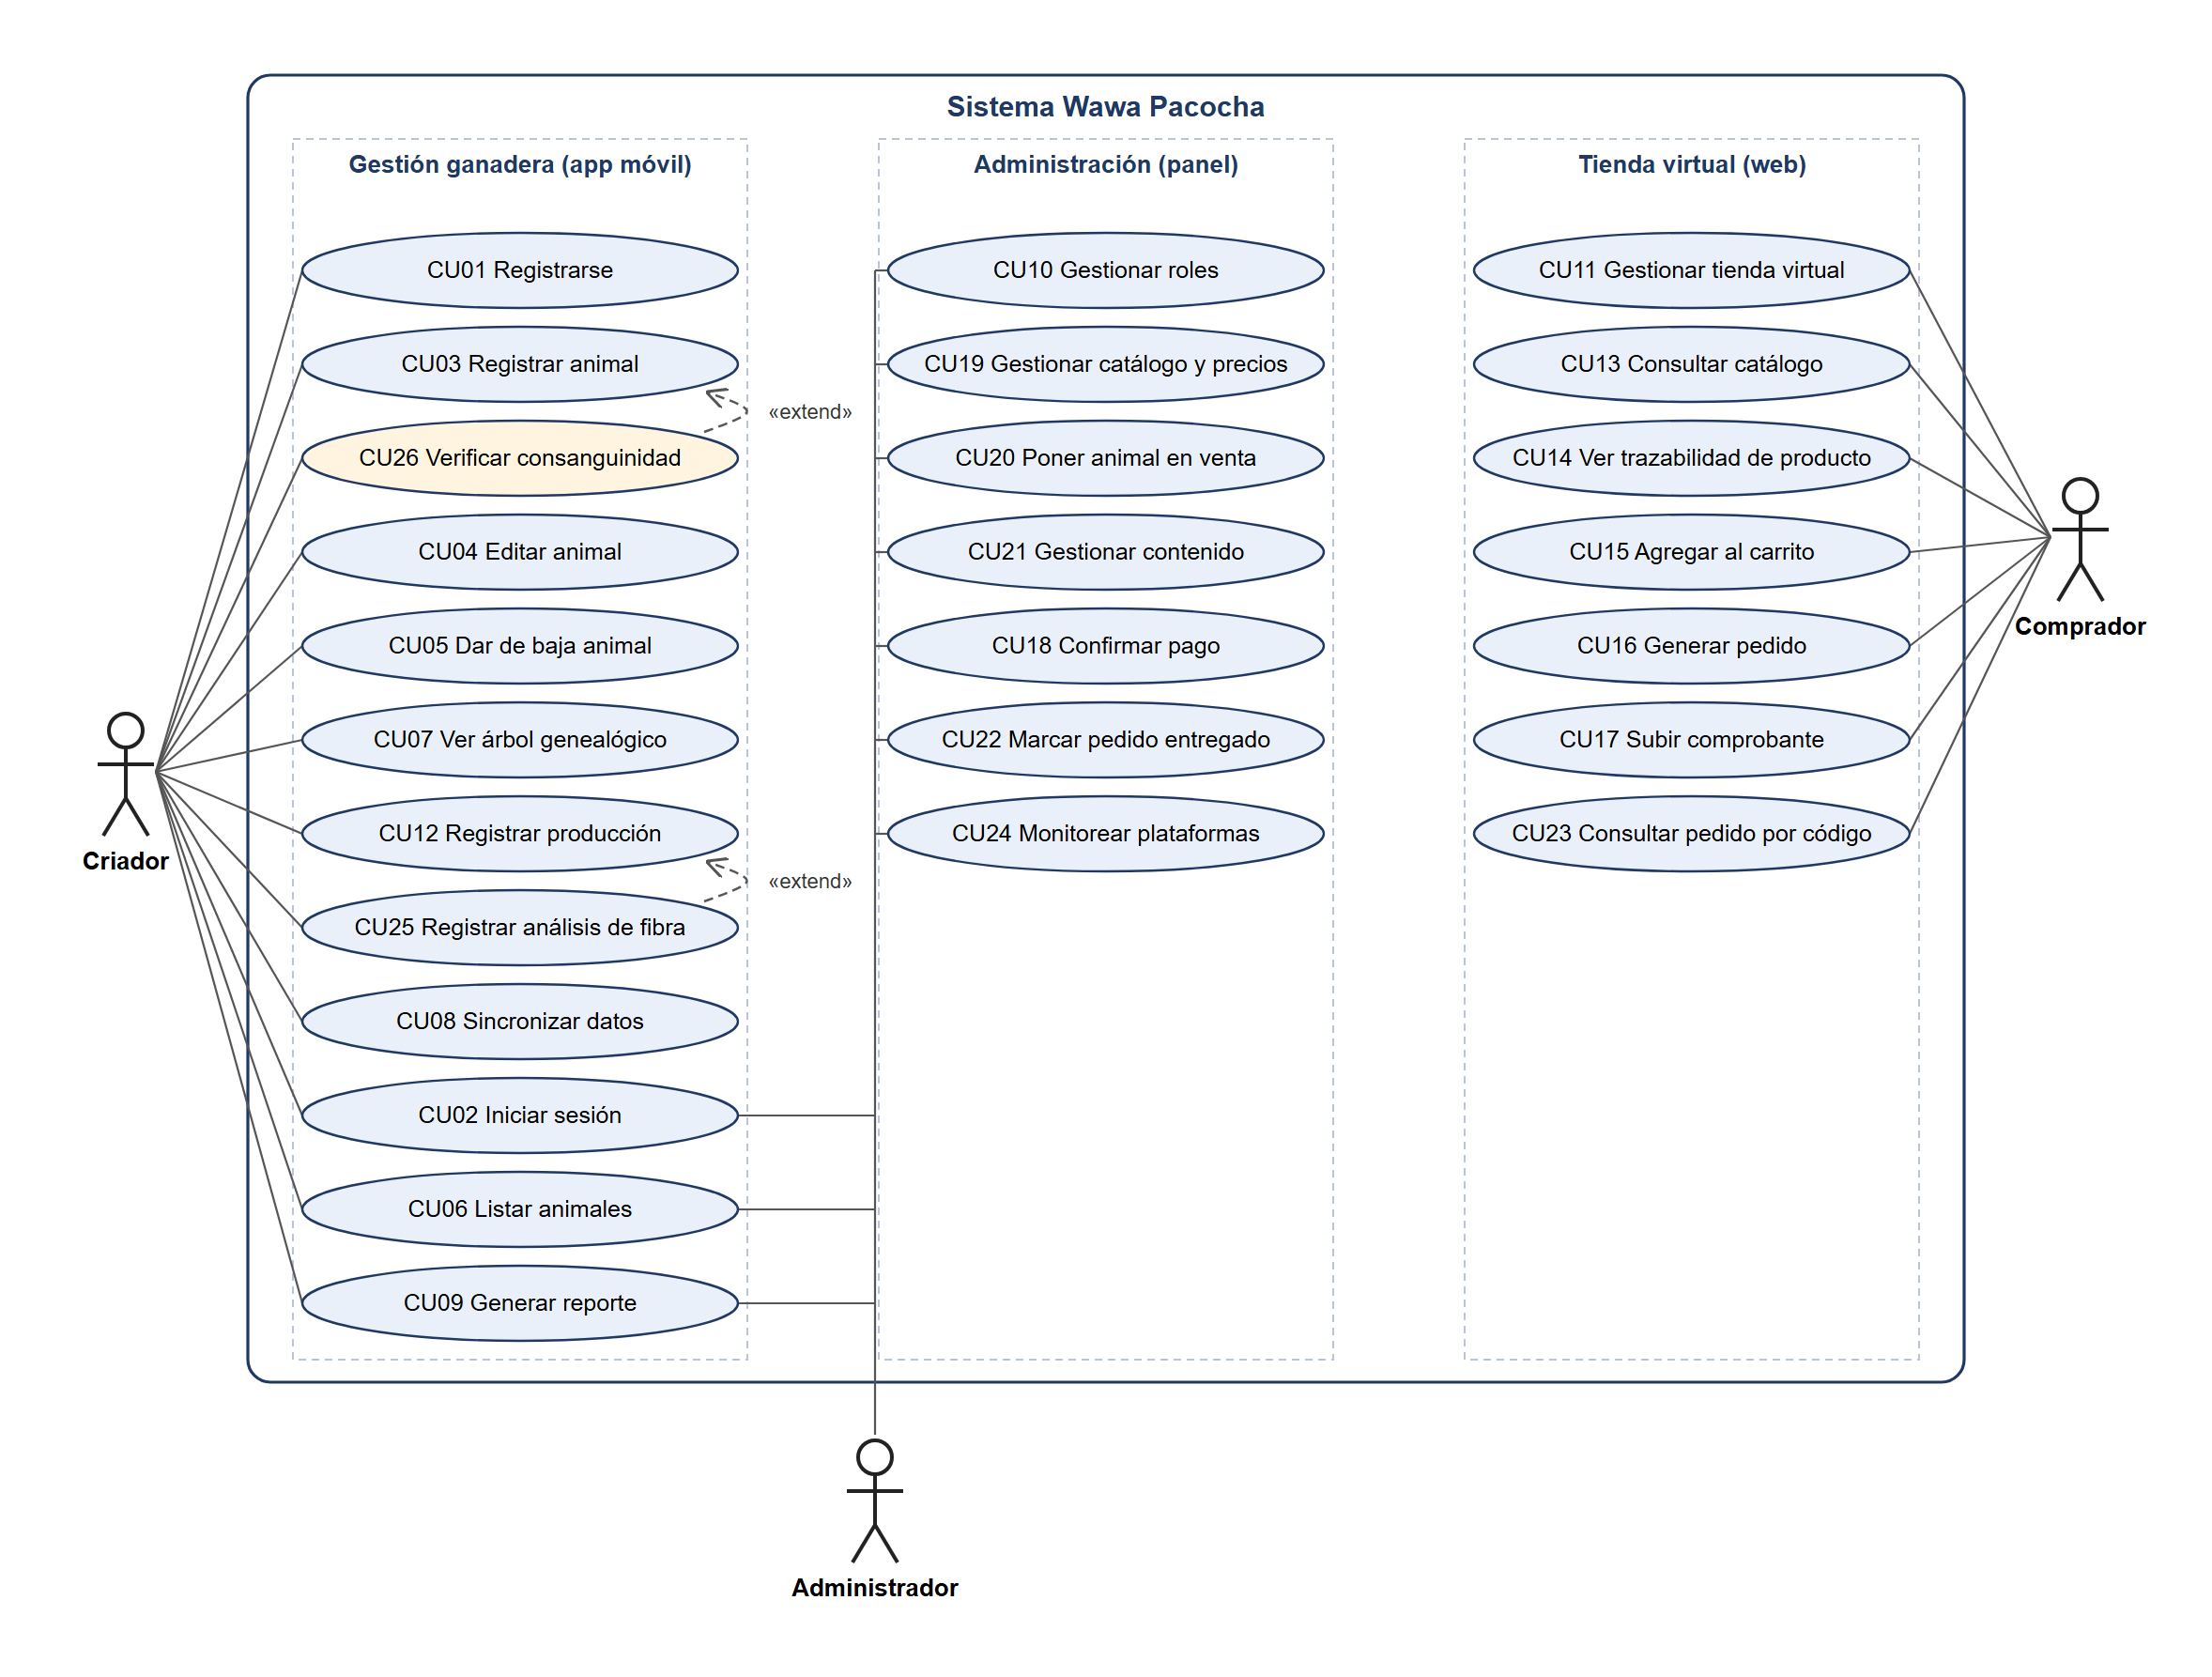 Sistema Wawa Pacocha
Gestión ganadera (app móvil)
CU01 Registrarse
CU03 Registrar animal
«extend»
CU26 Verificar consanguinidad
CU04 Editar animal
CU05 Dar de baja animal
CU07 Ver árbol genealógico
CU12 Registrar producción
«extend»
CU25 Registrar análisis de fibra
CU08 Sincronizar datos
CU02 Iniciar sesión
CU06 Listar animales
CU09 Generar reporte
Administración (panel)
CU10 Gestionar roles
CU19 Gestionar catálogo y precios
CU20 Poner animal en venta
CU21 Gestionar contenido
CU18 Confirmar pago
CU22 Marcar pedido entregado
CU24 Monitorear plataformas
Tienda virtual (web)
CU11 Gestionar tienda virtual
CU13 Consultar catálogo
CU14 Ver trazabilidad de producto
CU15 Agregar al carrito
CU16 Generar pedido
CU17 Subir comprobante
CU23 Consultar pedido por código
Criador
Comprador
Administrador